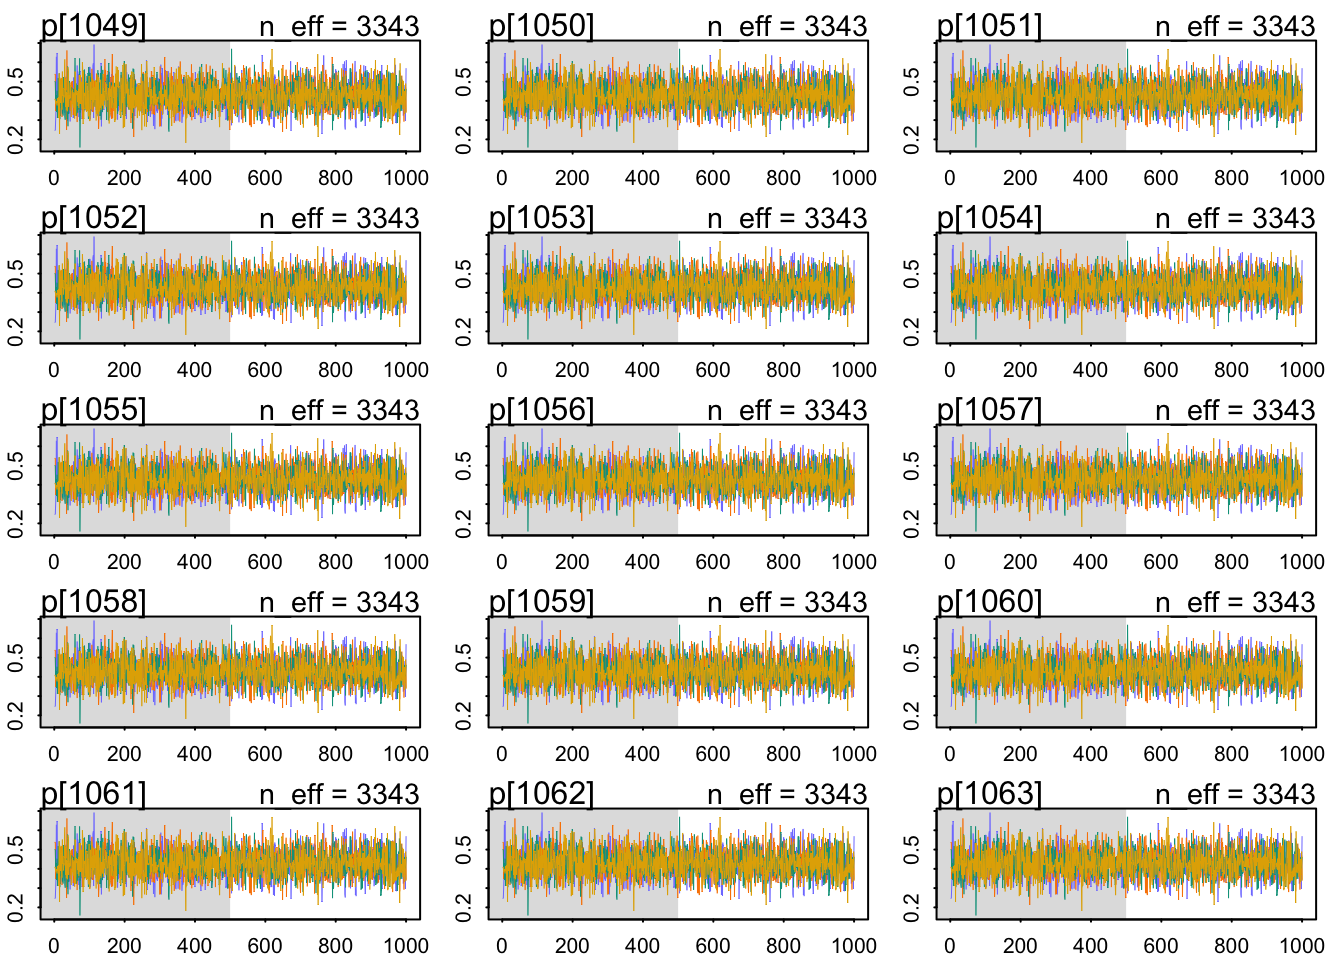 p[1049] n_eff = 3343 p[1050] n_eff = 3343 p[1051] n_eff = 3343
0.2 0.5 0.2 0.5 0.2 0.5
0 200 400 600 800 1000 0 200 400 600 800 1000 0 200 400 600 800 1000
p[1052] n_eff = 3343 p[1053] n_eff = 3343 p[1054] n_eff = 3343
0.2 0.5 0.2 0.5 0.2 0.5
0 200 400 600 800 1000 0 200 400 600 800 1000 0 200 400 600 800 1000
p[1055] n_eff = 3343 p[1056] n_eff = 3343 p[1057] n_eff = 3343
0.2 0.5 0.2 0.5 0.2 0.5
0 200 400 600 800 1000 0 200 400 600 800 1000 0 200 400 600 800 1000
p[1058] n_eff = 3343 p[1059] n_eff = 3343 p[1060] n_eff = 3343
0.2 0.5 0.2 0.5 0.2 0.5
0 200 400 600 800 1000 0 200 400 600 800 1000 0 200 400 600 800 1000
p[1061] n_eff = 3343 p[1062] n_eff = 3343 p[1063] n_eff = 3343
0.2 0.5 0.2 0.5 0.2 0.5
0 200 400 600 800 1000 0 200 400 600 800 1000 0 200 400 600 800 1000